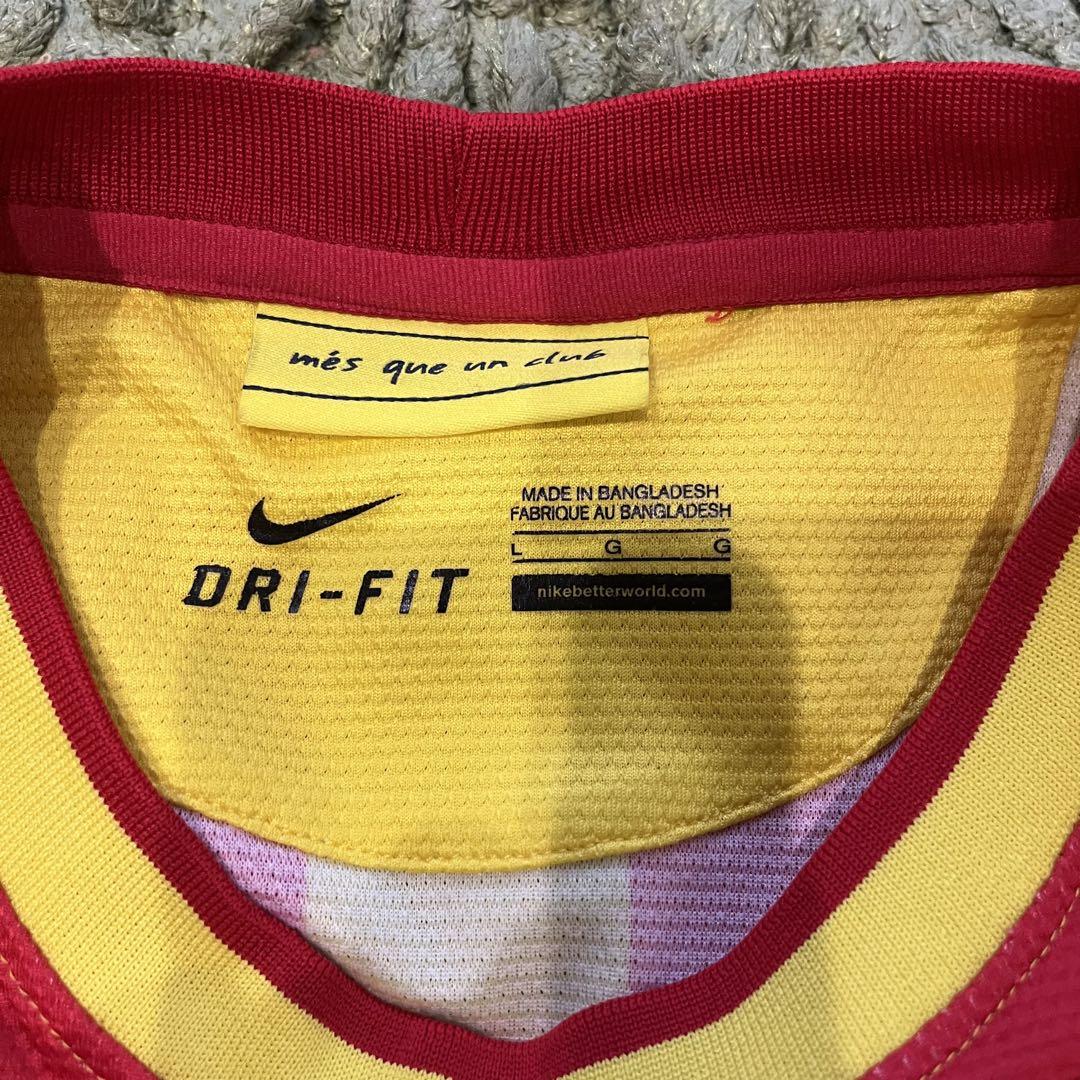 més que un club
DRI-FIT
MADE IN BANGLADESH
FABRIQUE AU BANGLADESH
L G G
nikebetterworld.com